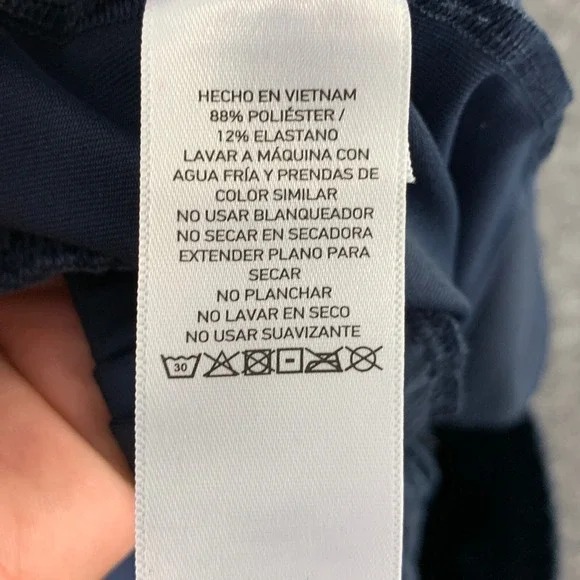 HECHO EN VIETNAM
88% POLIÉSTER /
12% ELASTANO
LAVAR A MÁQUINA CON
AGUA FRÍA Y PRENDAS DE
COLOR SIMILAR
NO USAR BLANQUEADOR
NO SECAR EN SECADORA
EXTENDER PLANO PARA
SECAR
NO PLANCHAR
NO LAVAR EN SECO
NO USAR SUAVIZANTE
30